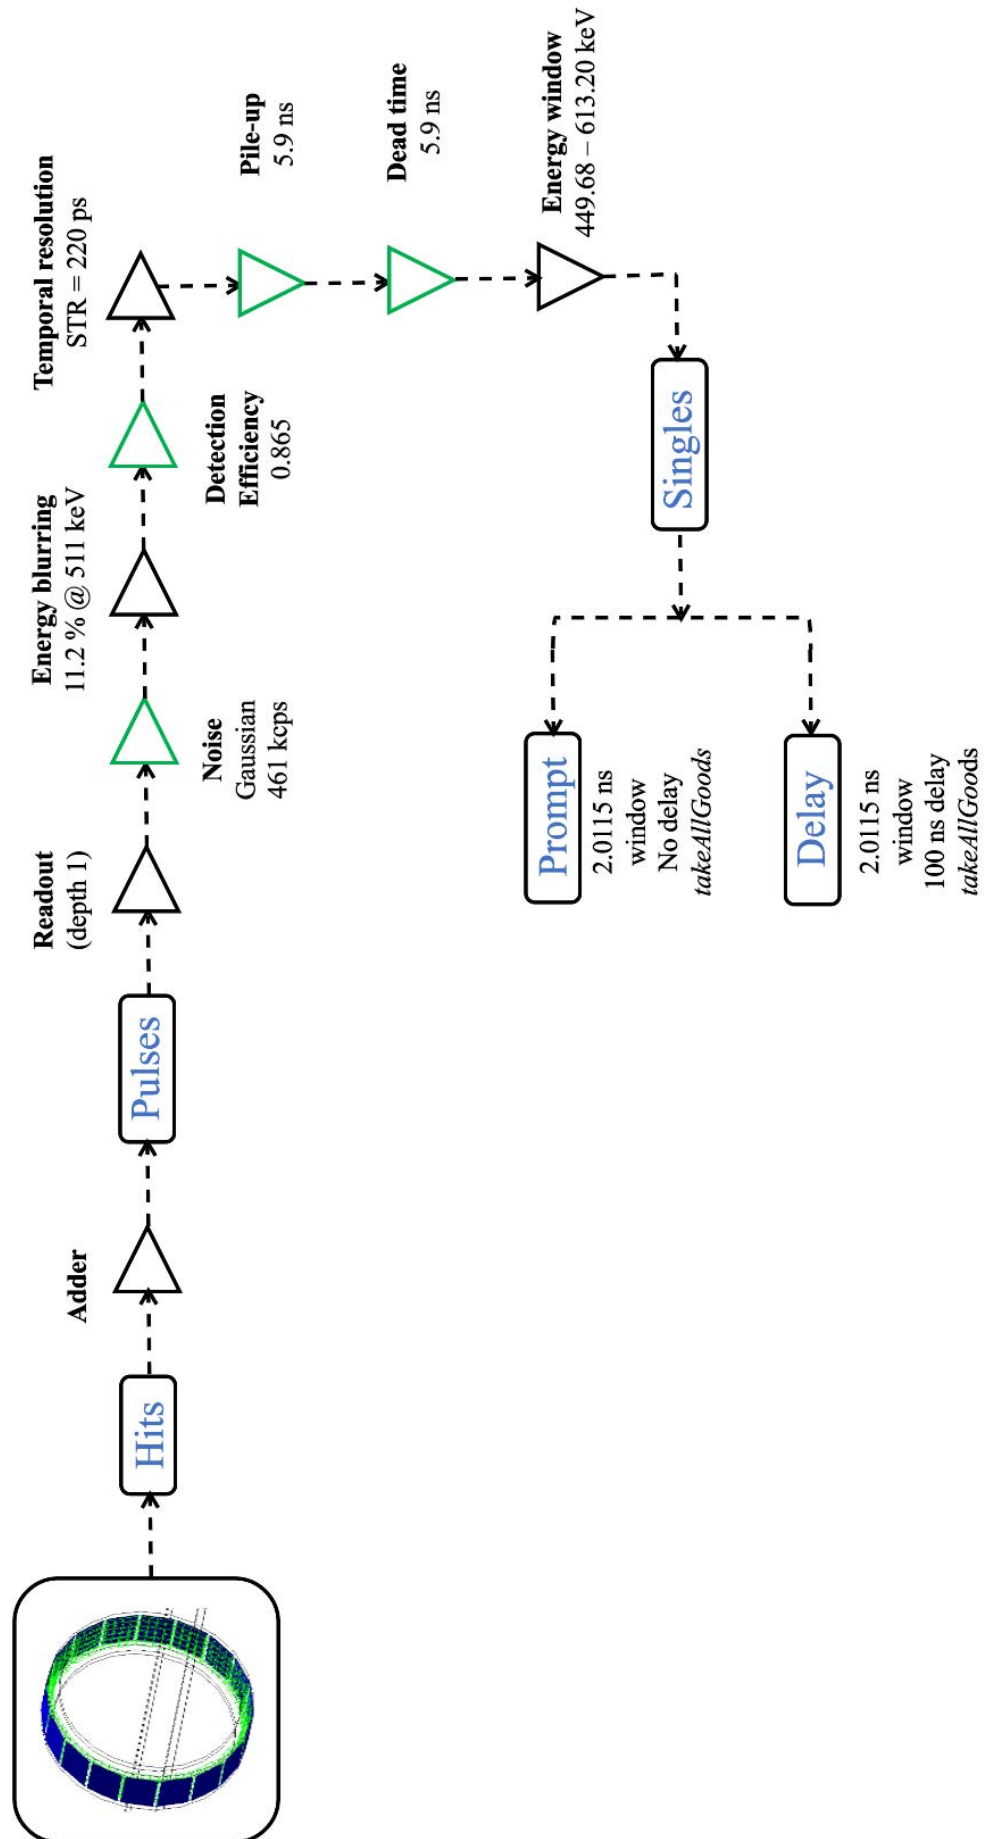 Hits
Adder
Pulses
Readout
(depth 1)
Noise
Gaussian
461 kcps
Energy blurring
11.2 % @ 511 keV
Detection
Efficiency
0.865
Temporal resolution
STR = 220 ps
Pile-up
5.9 ns
Dead time
5.9 ns
Energy window
449.68 – 613.20 keV
Singles
Prompt
2.0115 ns
window
No delay
takeAllGoods
Delay
2.0115 ns
window
100 ns delay
takeAllGoods